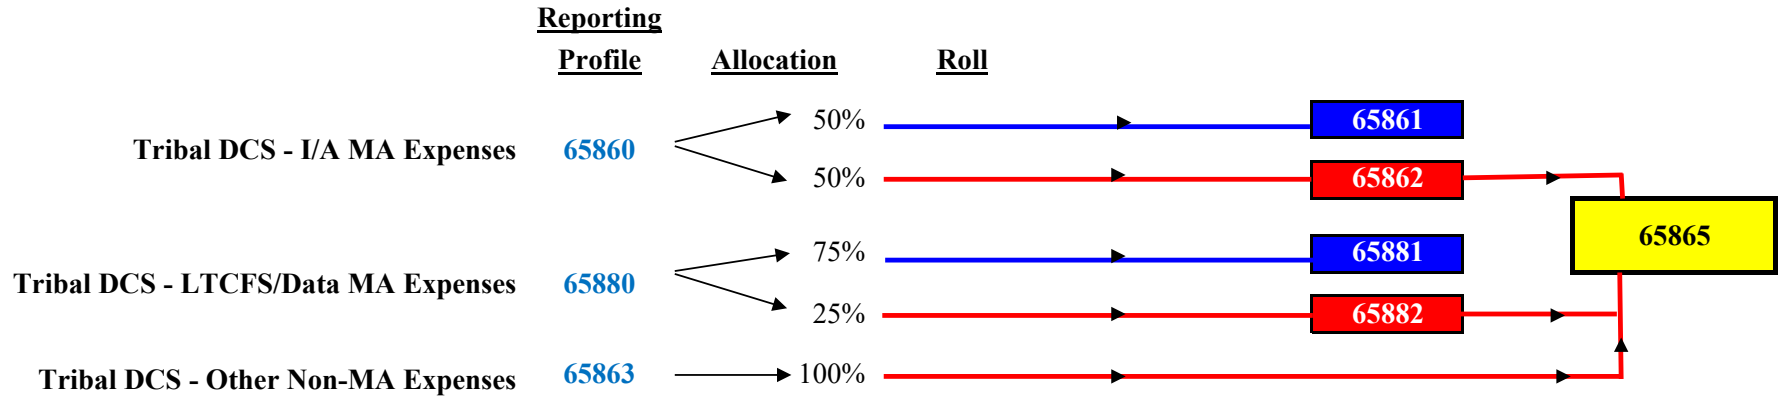 Reporting
Profile Allocation Roll
50% 65861
Tribal DCS - I/A MA Expenses 65860
50% 65862
65865
75% 65881
Tribal DCS - LTCFS/Data MA Expenses 65880
25% 65882
Tribal DCS - Other Non-MA Expenses 65863 100%